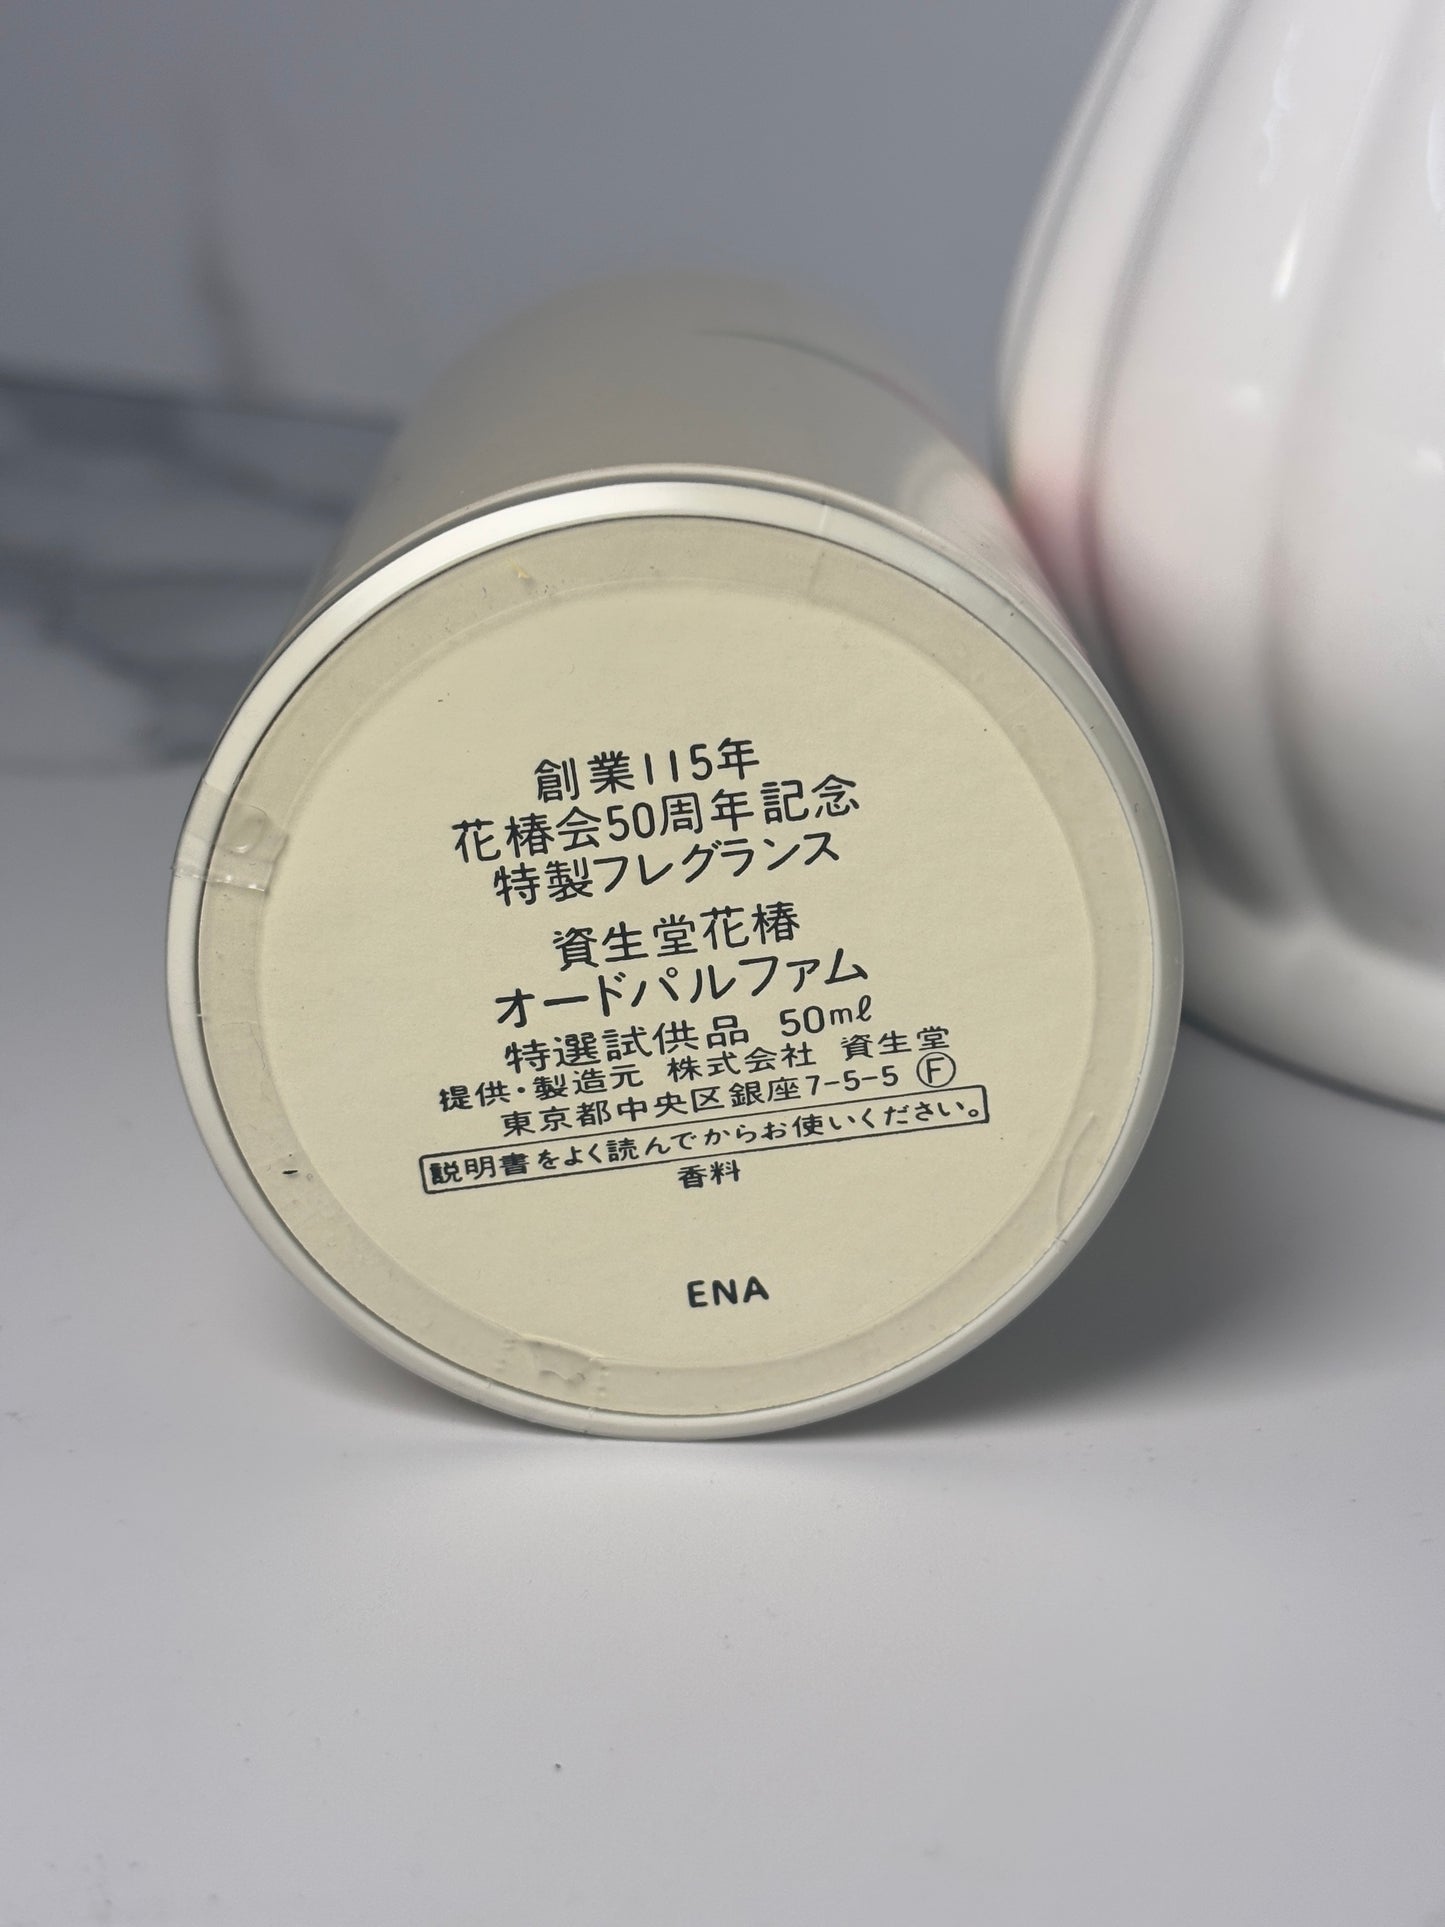 創業115年
花椿会50周年記念
特製フレグランス
資生堂花椿
オードパルファム
特選試供品 50mℓ
提供・製造元 株式会社 資生堂
東京都中央区銀座7-5-5 Ⓕ
説明書をよく読んでからお使いください。
香料
ENA